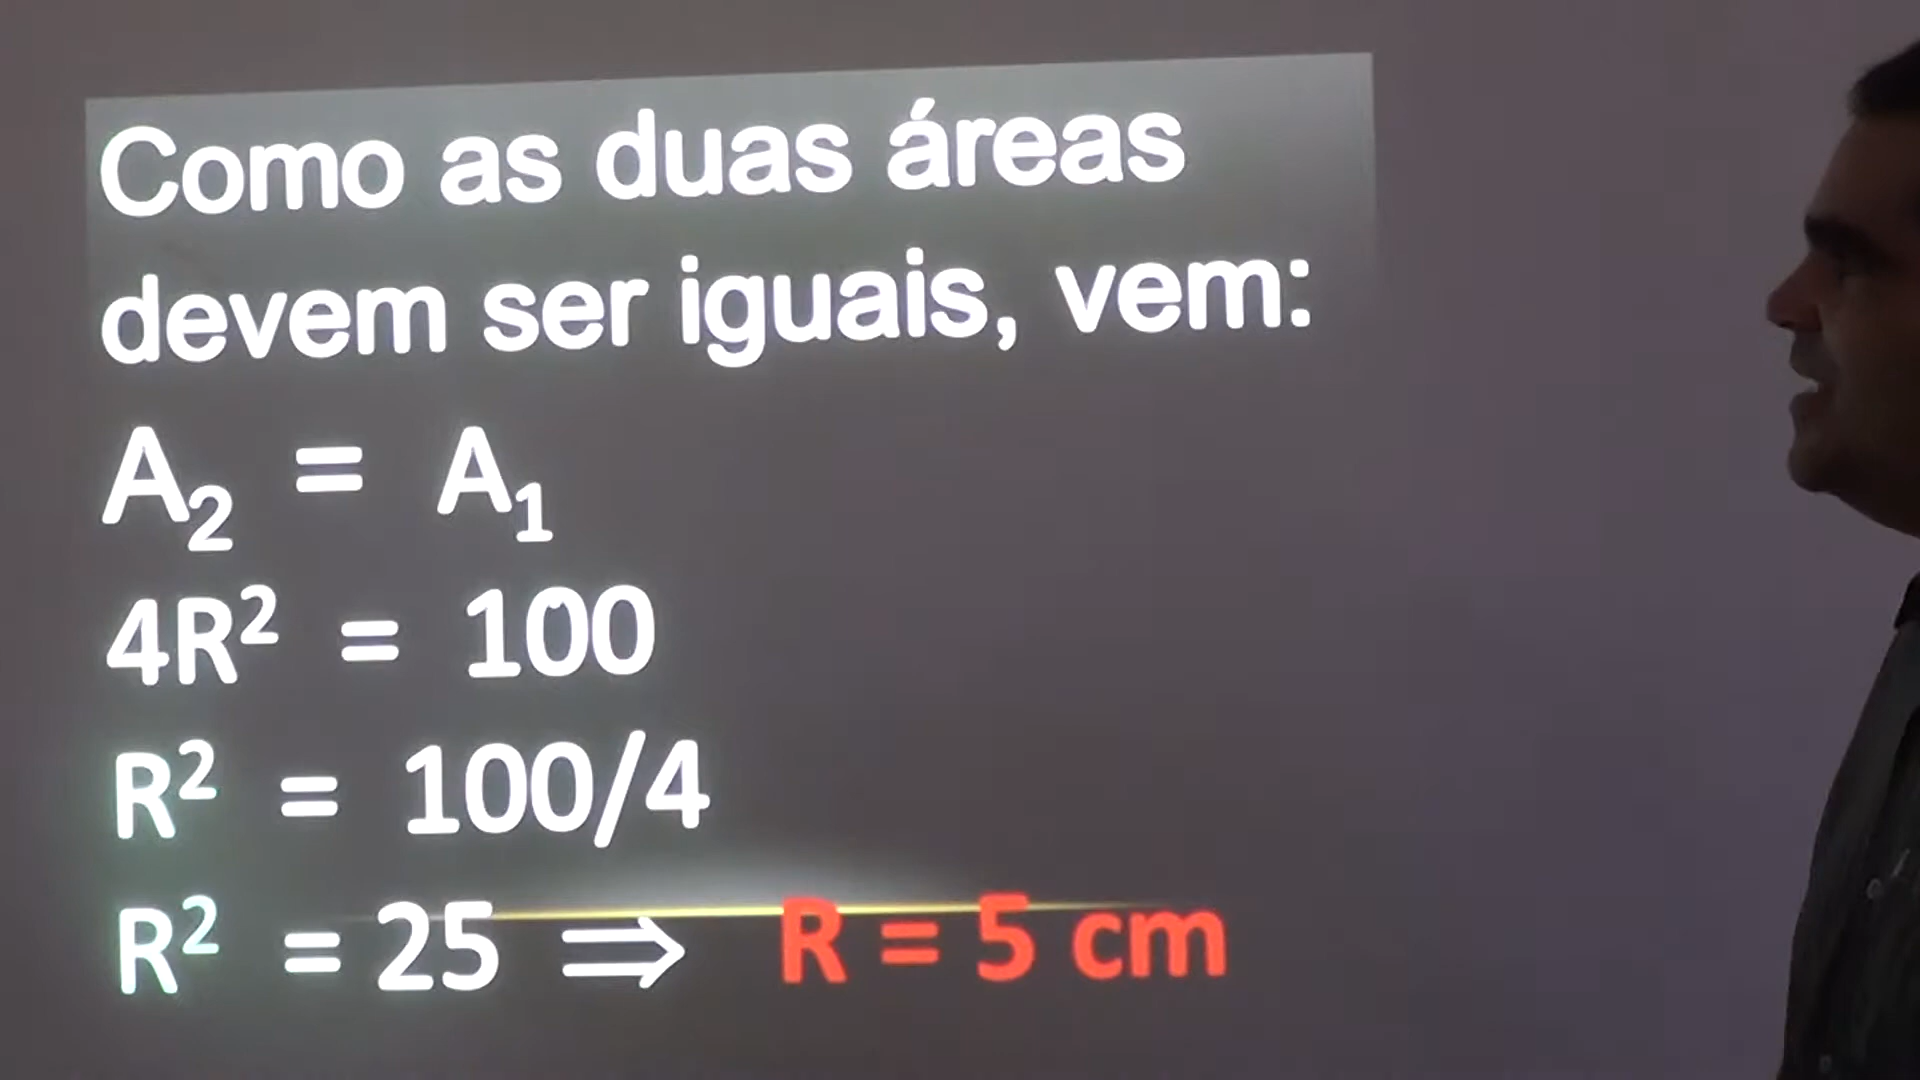 Como as duas áreas
devem ser iguais, vem:
A₂ = A₁
4R² = 100
R² = 100/4
R² = 25 ⇒ R = 5 cm